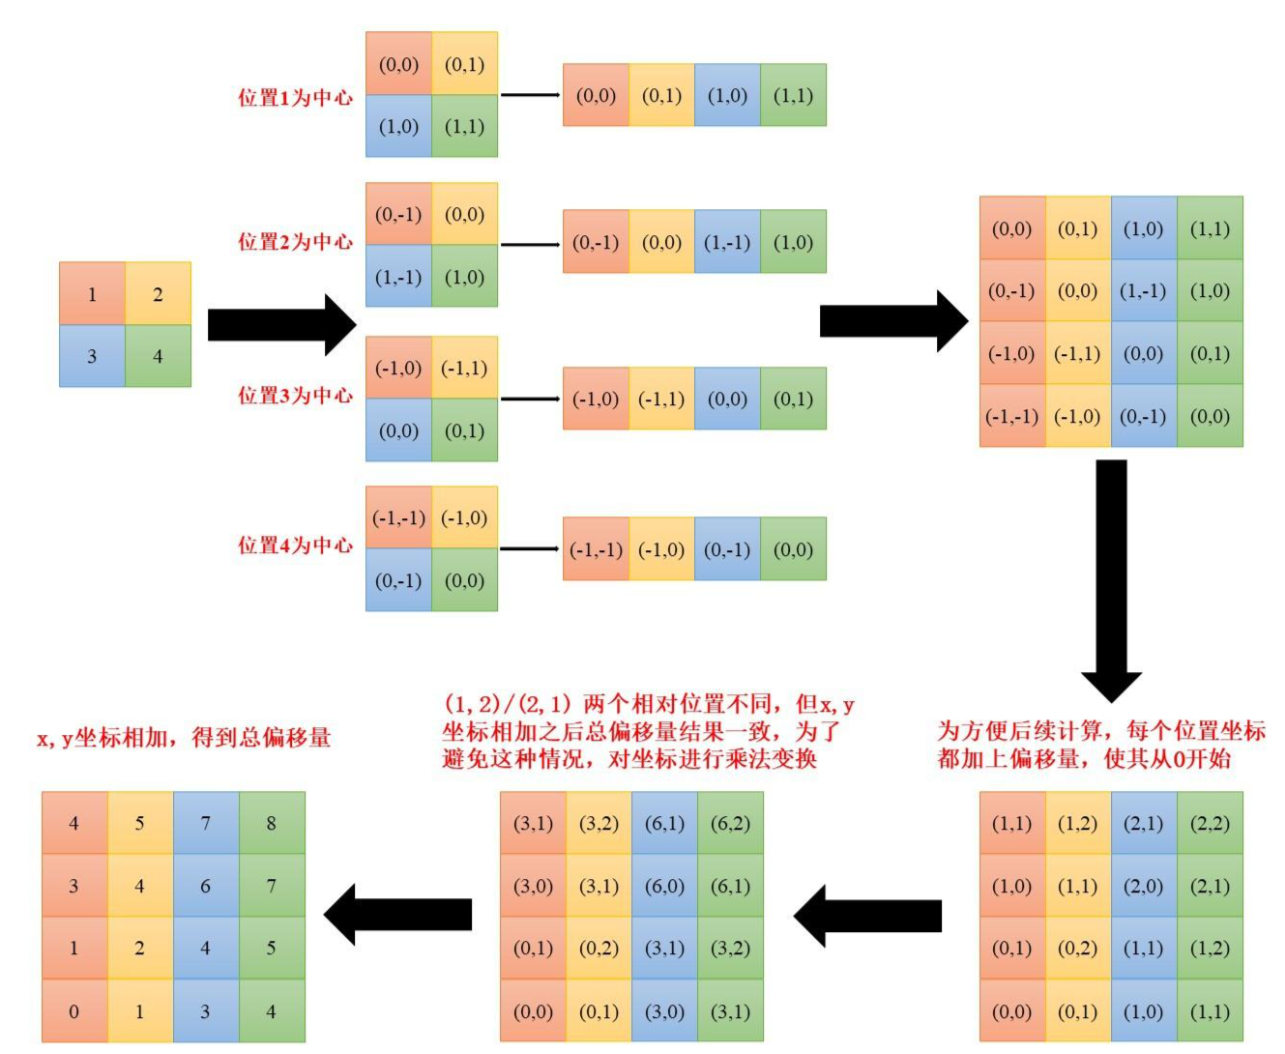 1 2
3 4
位置1为中心
(0,0) (0,1)
(1,0) (1,1)
(0,0) (0,1) (1,0) (1,1)
位置2为中心
(0,-1) (0,0)
(1,-1) (1,0)
(0,-1) (0,0) (1,-1) (1,0)
位置3为中心
(-1,0) (-1,1)
(0,0) (0,1)
(-1,0) (-1,1) (0,0) (0,1)
位置4为中心
(-1,-1) (-1,0)
(0,-1) (0,0)
(-1,-1) (-1,0) (0,-1) (0,0)
(0,0) (0,1) (1,0) (1,1)
(0,-1) (0,0) (1,-1) (1,0)
(-1,0) (-1,1) (0,0) (0,1)
(-1,-1) (-1,0) (0,-1) (0,0)
为方便后续计算，每个位置坐标
都加上偏移量，使其从0开始
(1,1) (1,2) (2,1) (2,2)
(1,0) (1,1) (2,0) (2,1)
(0,1) (0,2) (1,1) (1,2)
(0,0) (0,1) (1,0) (1,1)
(1,2)/(2,1) 两个相对位置不同，但x,y
坐标相加之后总偏移量结果一致，为了
避免这种情况，对坐标进行乘法变换
(3,1) (3,2) (6,1) (6,2)
(3,0) (3,1) (6,0) (6,1)
(0,1) (0,2) (3,1) (3,2)
(0,0) (0,1) (3,0) (3,1)
x,y坐标相加，得到总偏移量
4 5 7 8
3 4 6 7
1 2 4 5
0 1 3 4